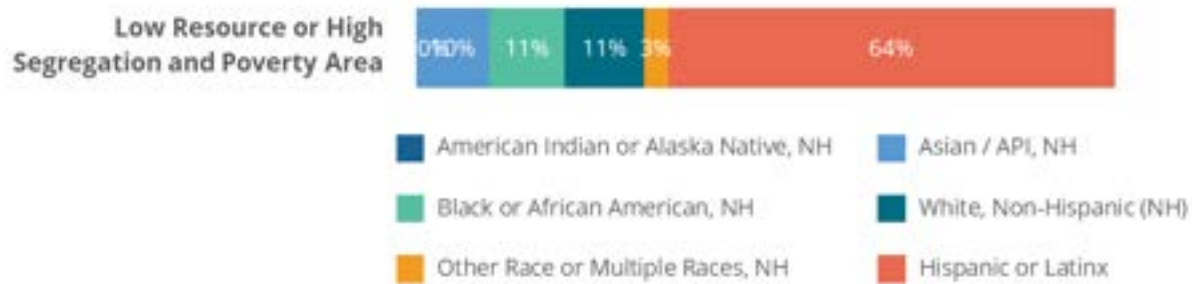 Low Resource or High
Segregation and Poverty Area
11% 11% 3% 64%
American Indian or Alaska Native, NH
Asian / API, NH
Black or African American, NH
White, Non-Hispanic (NH)
Other Race or Multiple Races, NH
Hispanic or Latinx